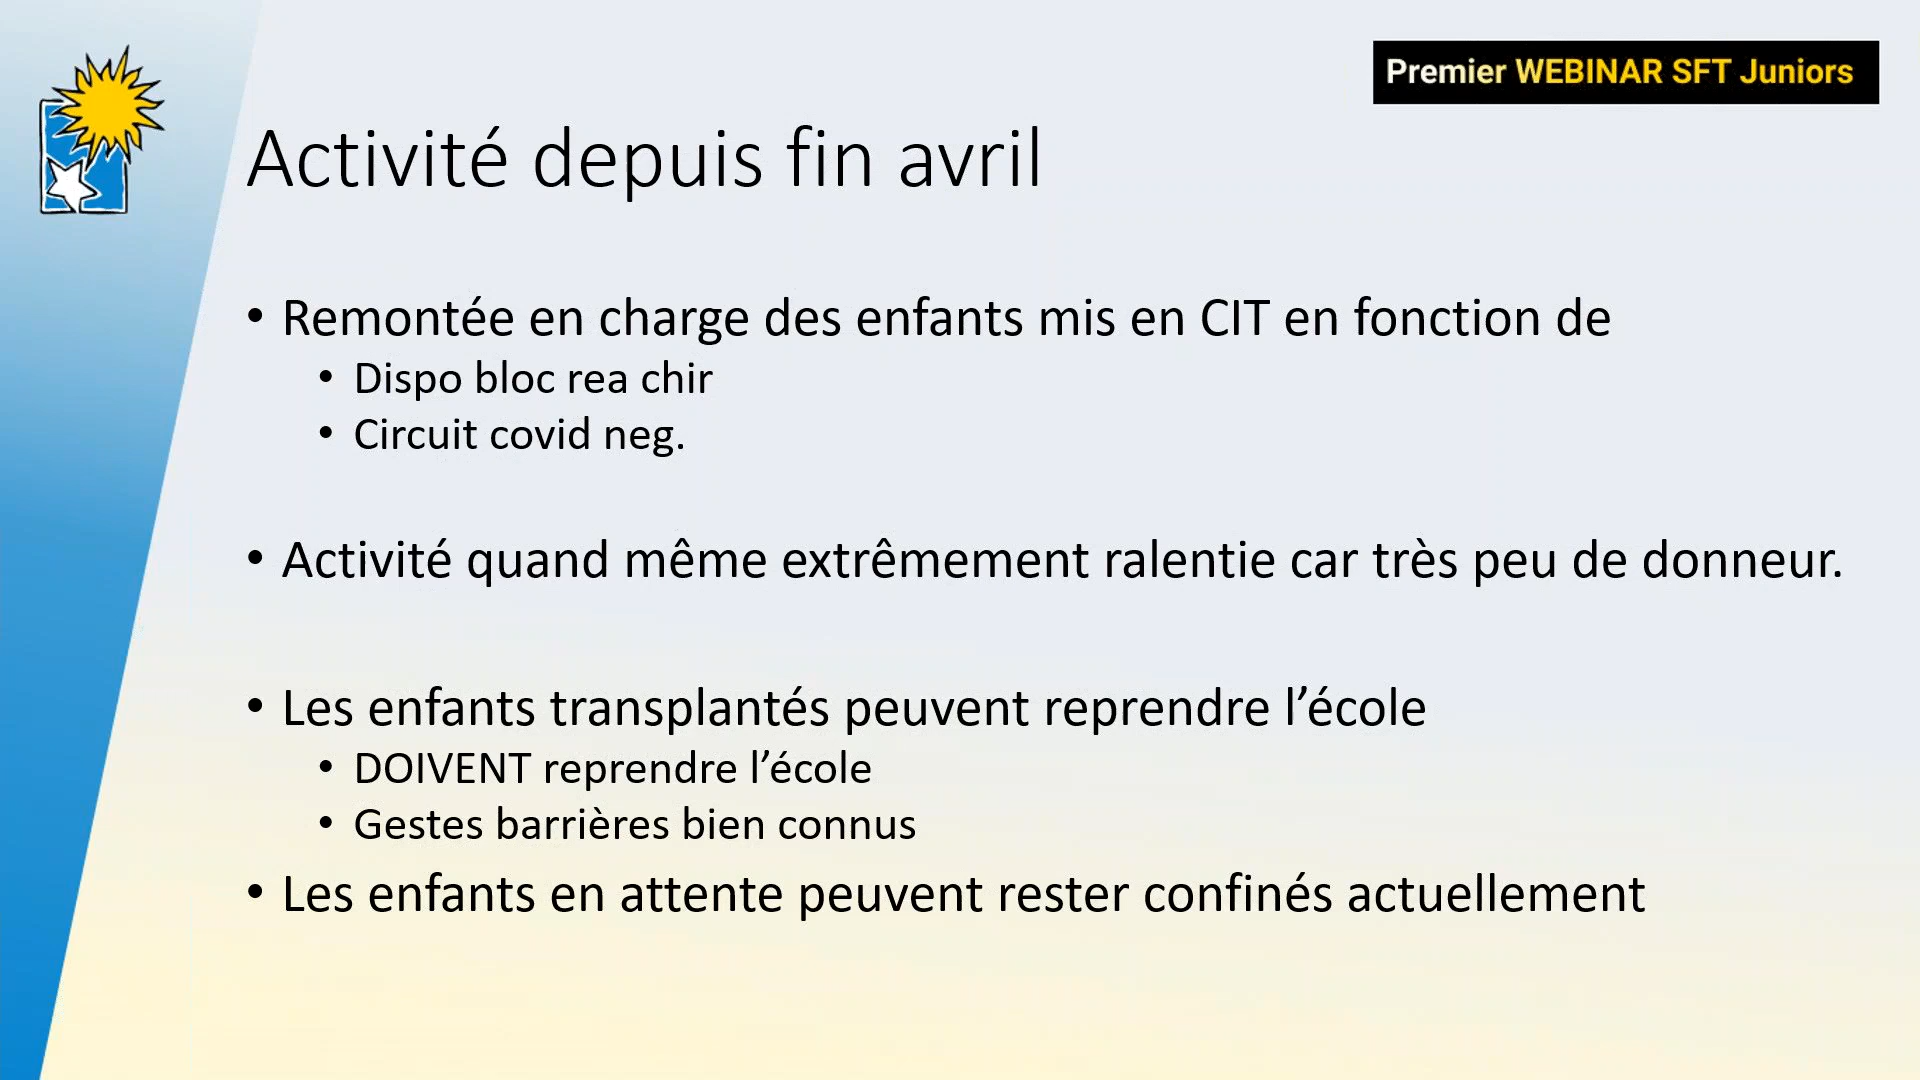 Premier WEBINAR SFT Juniors
Activité depuis fin avril
• Remontée en charge des enfants mis en CIT en fonction de
• Dispo bloc rea chir
• Circuit covid neg.
• Activité quand même extrêmement ralentie car très peu de donneur.
• Les enfants transplantés peuvent reprendre l’école
• DOIVENT reprendre l’école
• Gestes barrières bien connus
• Les enfants en attente peuvent rester confinés actuellement